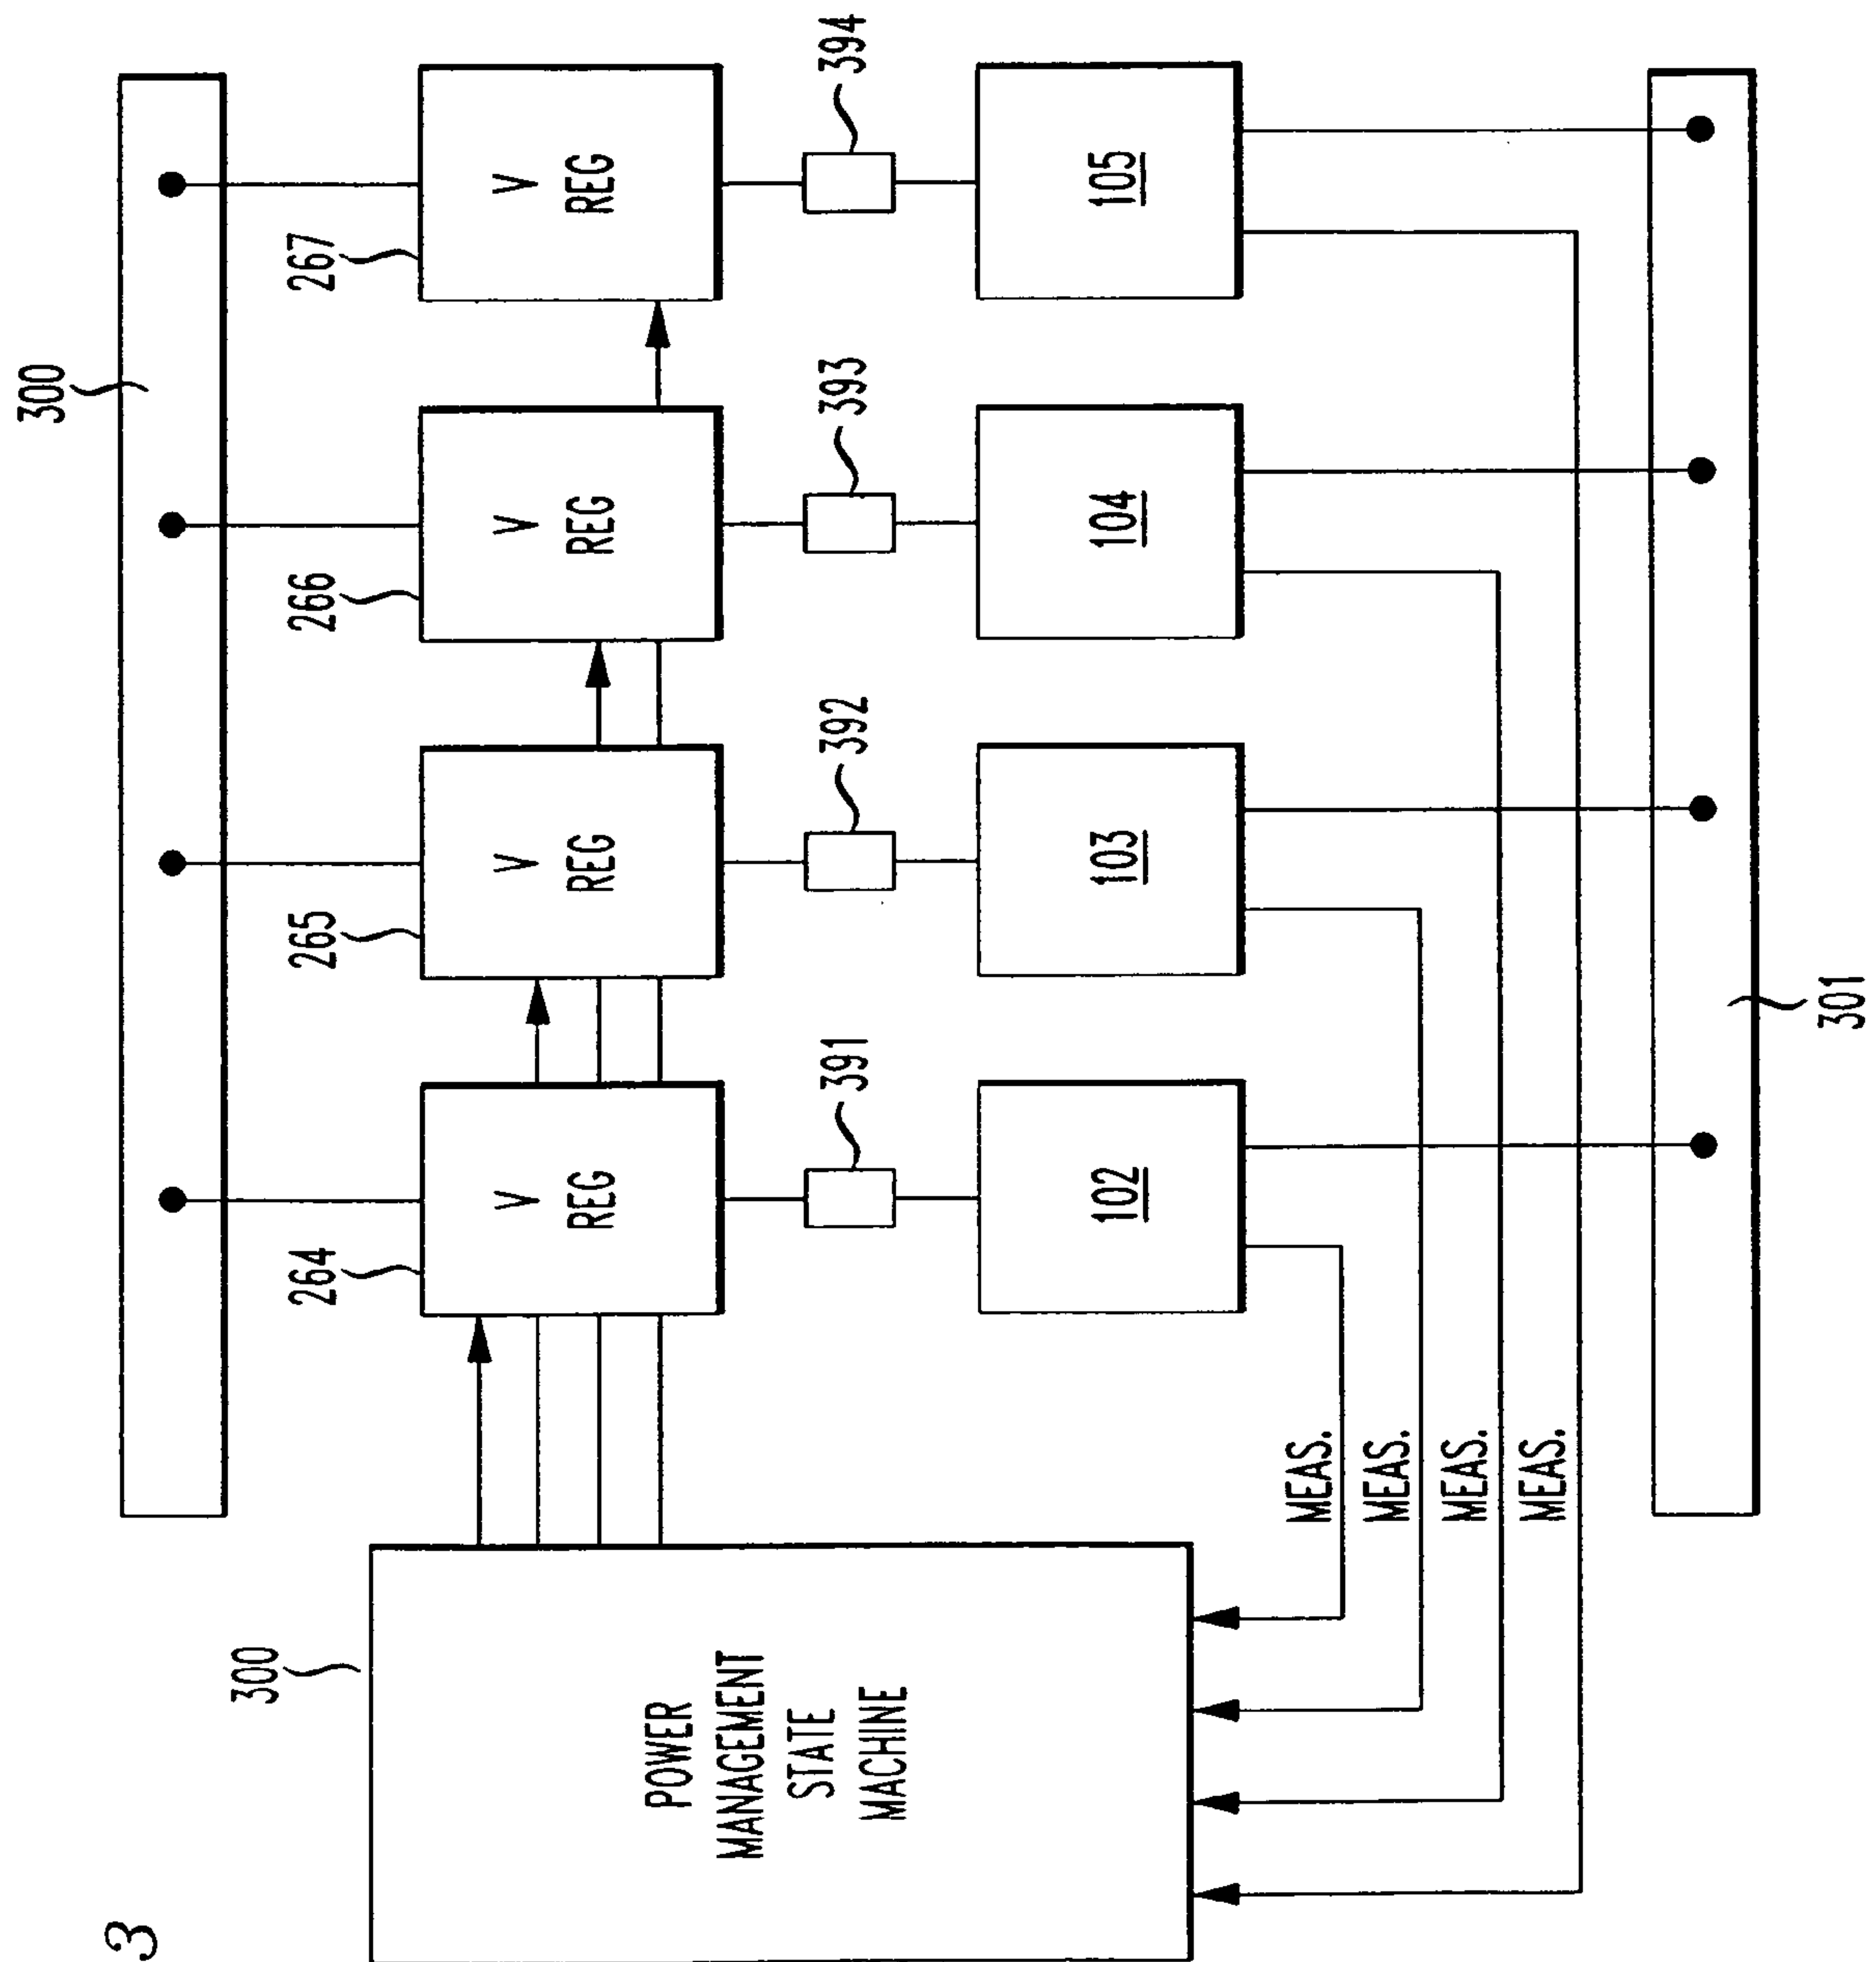 3
300
264
265
266
267
V
REG
V
REG
V
REG
V
REG
391
392
393
394
102
103
104
105
300
POWER
MANAGEMENT
STATE
MACHINE
MEAS.
MEAS.
MEAS.
MEAS.
301